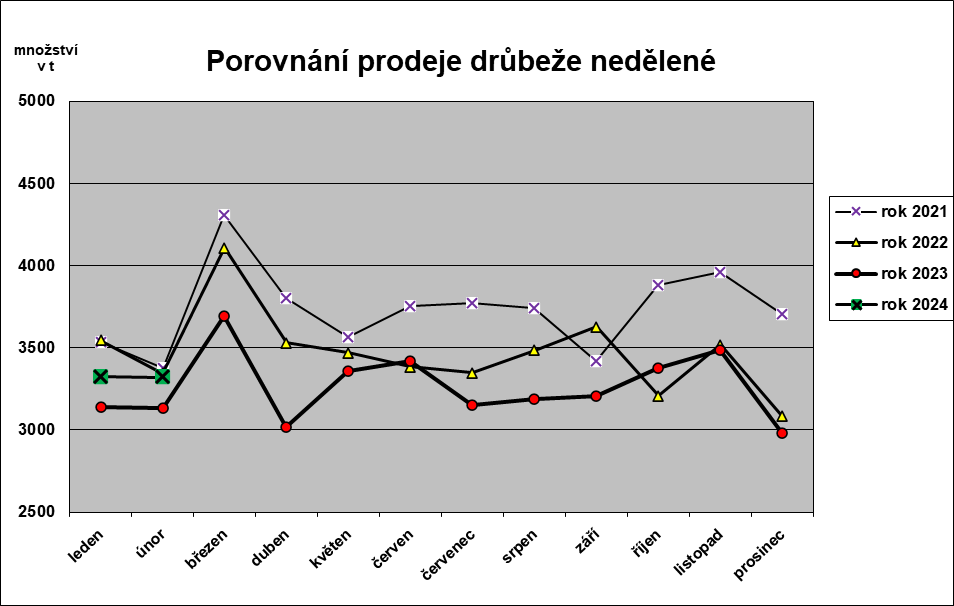 množství
v t
Porovnání prodeje drůbeže nedělené
5000
4500
4000
3500
3000
2500
leden
únor
březen
duben
květen
červen
červenec
srpen
září
říjen
listopad
prosinec
rok 2021
rok 2022
rok 2023
rok 2024